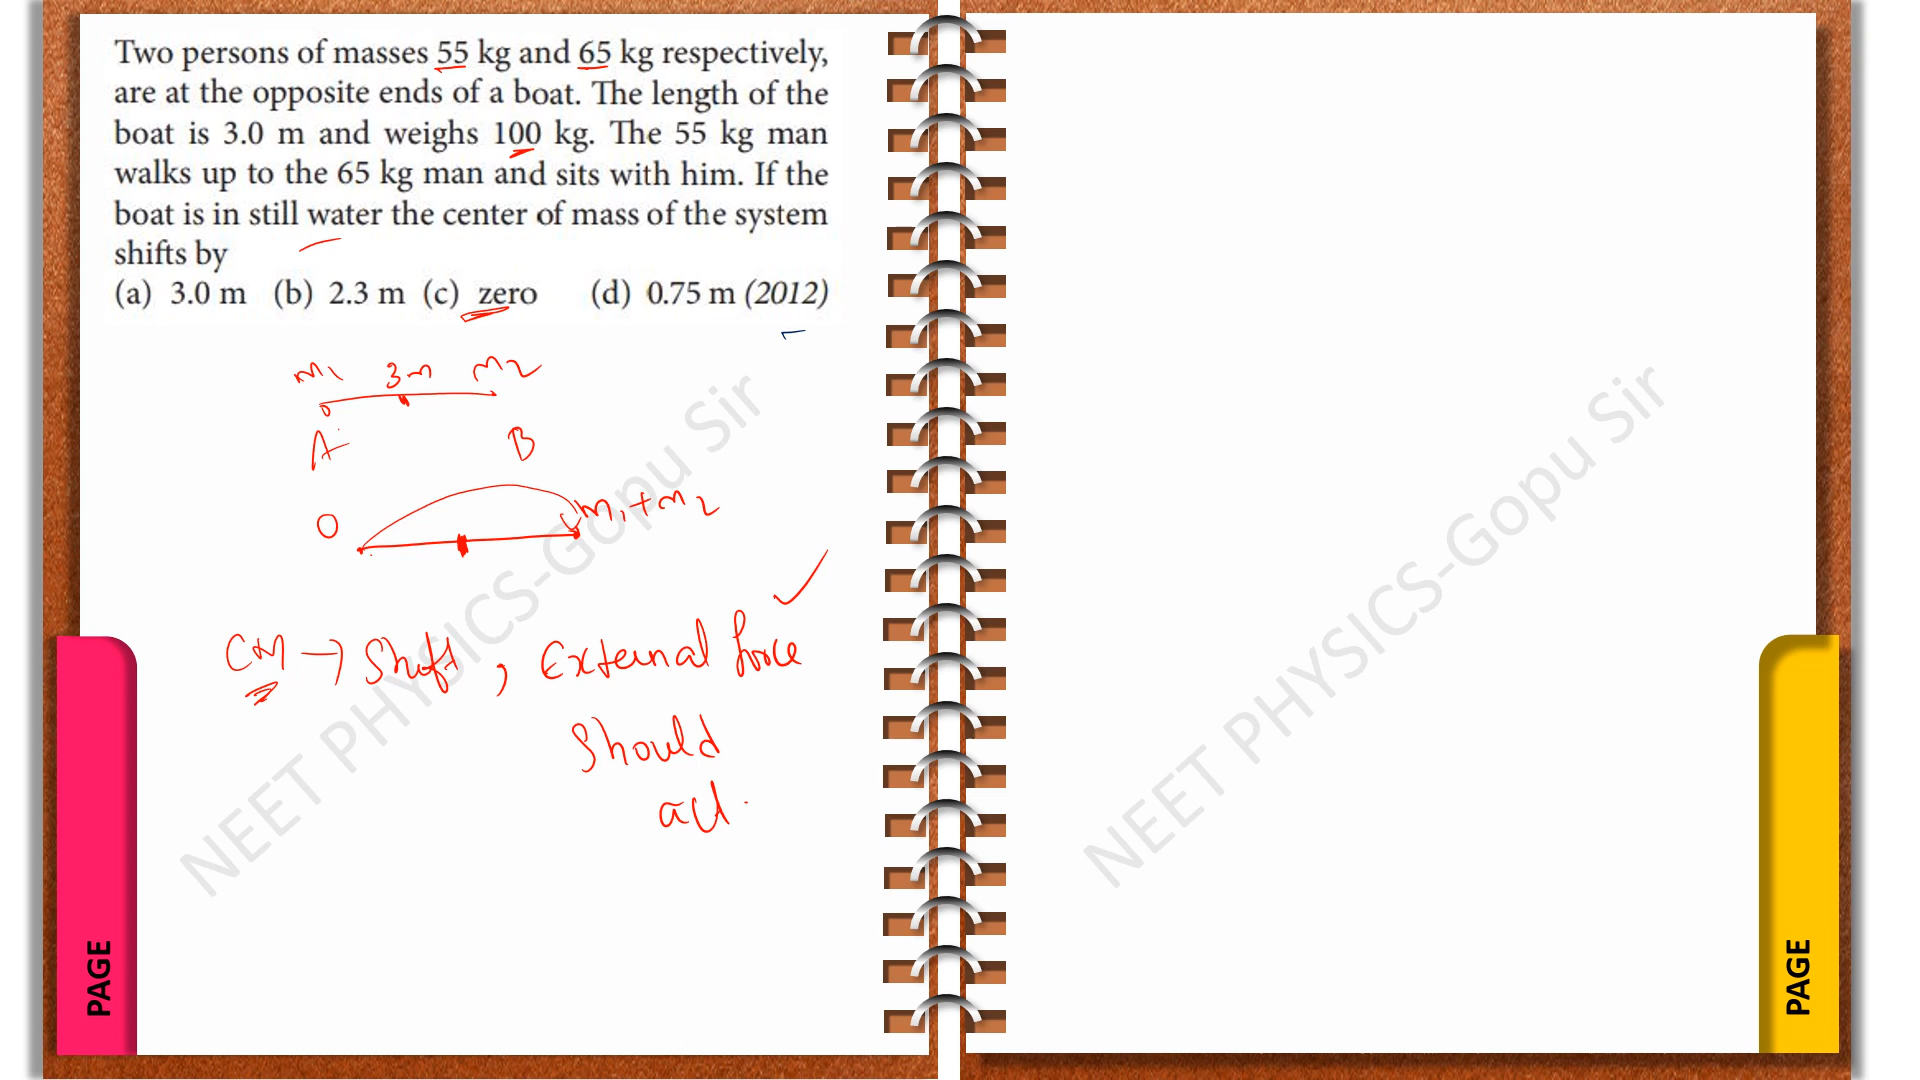 Two persons of masses 55 kg and 65 kg respectively,
are at the opposite ends of a boat. The length of the
boat is 3.0 m and weighs 100 kg. The 55 kg man
walks up to the 65 kg man and sits with him. If the
boat is in still water the center of mass of the system
shifts by
(a) 3.0 m (b) 2.3 m (c) zero (d) 0.75 m (2012)
m1 3m m2
A B
O m1+m2
CM → Shift, External force
Should
act.
NEET PHYSICS-Gopu Sir
NEET PHYSICS-Gopu Sir
PAGE
PAGE